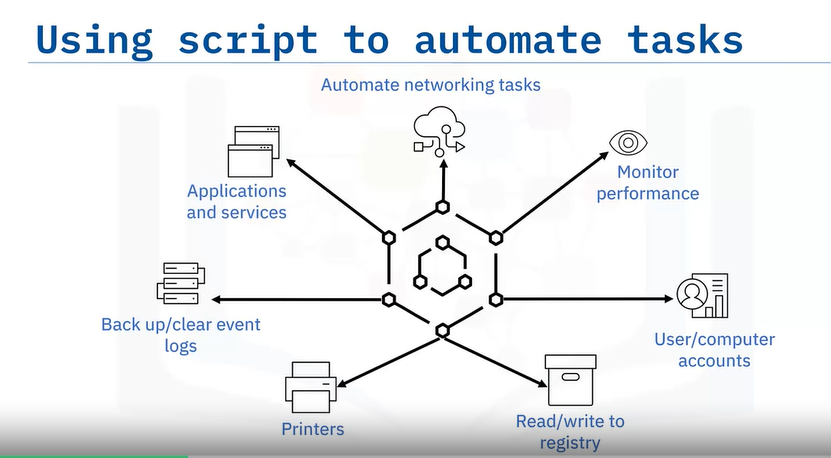 Using script to automate tasks
Automate networking tasks
Applications
and services
Monitor
performance
Back up/clear event
logs
User/computer
accounts
Printers
Read/write to
registry